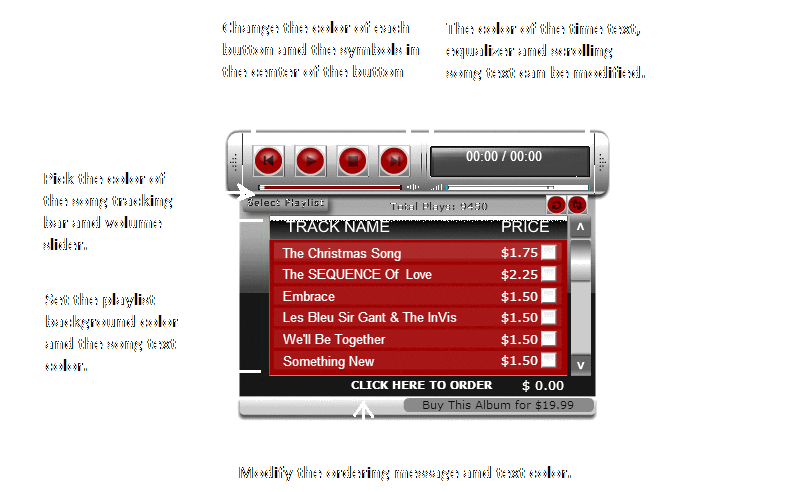 Change the color of each
button and the symbols in
the center of the button
The color of the time text,
equalizer and scrolling
song text can be modified.
00:00 / 00:00
Pick the color of
the song tracking
bar and volume
slider.
Select Playlist
Total Plays: 9450
TRACK NAME PRICE
The Christmas Song $1.75
The SEQUENCE Of Love $2.25
Embrace $1.50
Les Bleu Sir Gant & The InVis $1.50
We'll Be Together $1.50
Something New $1.50
Set the playlist
background color
and the song text
color.
CLICK HERE TO ORDER $ 0.00
Buy This Album for $19.99
Modify the ordering message and text color.